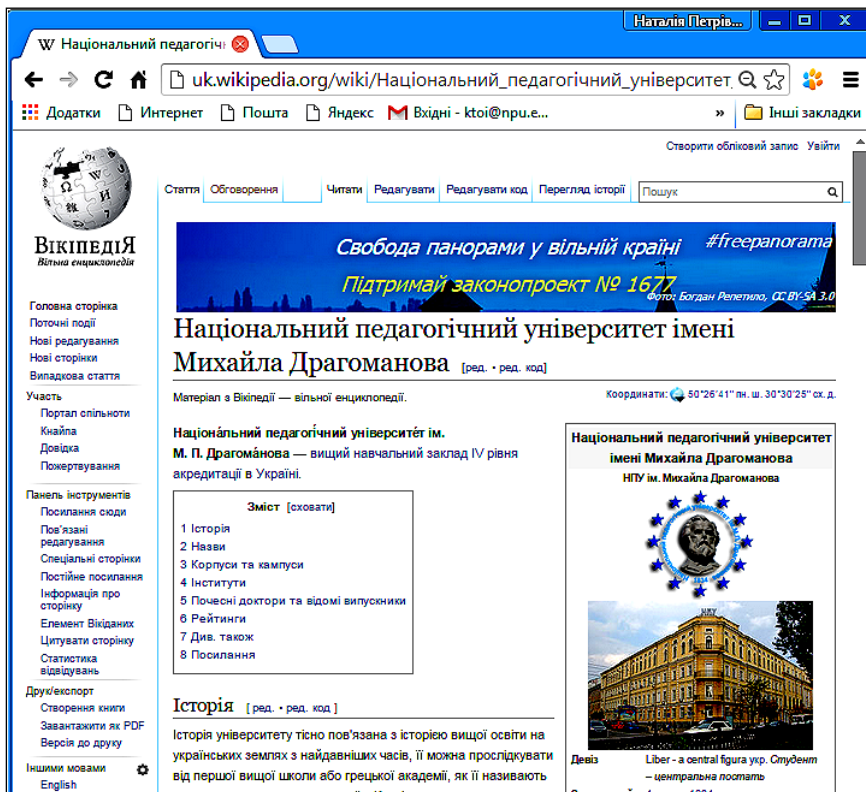 Наталія Петрів...
W Національний педагогічн
uk.wikipedia.org/wiki/Національний_педагогічний_університет_
Додатки Інтернет Пошта Яндекс Вхідні - ktoi@npu.e... » Інші закладки
Створити обліковий запис Увійти
Стаття Обговорення Читати Редагувати Редагувати код Перегляд історії Пошук
ВікіпедіЯ
Вільна енциклопедія
Свобода панорами у вільній країні #freepanorama
Підтримай законопроект № 1677
Фото: Богдан Репетило, CC BY-SA 3.0
Головна сторінка
Поточні події
Нові редагування
Нові сторінки
Випадкова стаття
Участь
Портал спільноти
Кнайпа
Довідка
Пожертвування
Панель інструментів
Посилання сюди
Пов'язані
редагування
Спеціальні сторінки
Постійне посилання
Інформація про
сторінку
Елемент Вікіданих
Цитувати сторінку
Статистика
відвідувань
Друк/експорт
Створення книги
Завантажити як PDF
Версія до друку
Іншими мовами
English
Національний педагогічний університет імені
Михайла Драгоманова [ред. • ред. код]
Матеріал з Вікіпедії — вільної енциклопедії.
Координати: 50°26′41″ пн. ш. 30°30′25″ сх. д.
Націона́льний педагогі́чний університе́т ім.
М. П. Драгома́нова — вищий навчальний заклад IV рівня
акредитації в Україні.
Зміст [сховати]
1 Історія
2 Назви
3 Корпуси та кампуси
4 Інститути
5 Почесні доктори та відомі випускники
6 Рейтинги
7 Див. також
8 Посилання
Історія [ред. • ред. код]
Історія університету тісно пов'язана з історією вищої освіти на
українських землях з найдавніших часів, її можна прослідкувати
від першої вищої школи або грецької академії, як її називають
Національний педагогічний університет
імені Михайла Драгоманова
НПУ ім. Михайла Драгоманова
1834
Девіз Liber - a central figura укр. Студент
– центральна постать